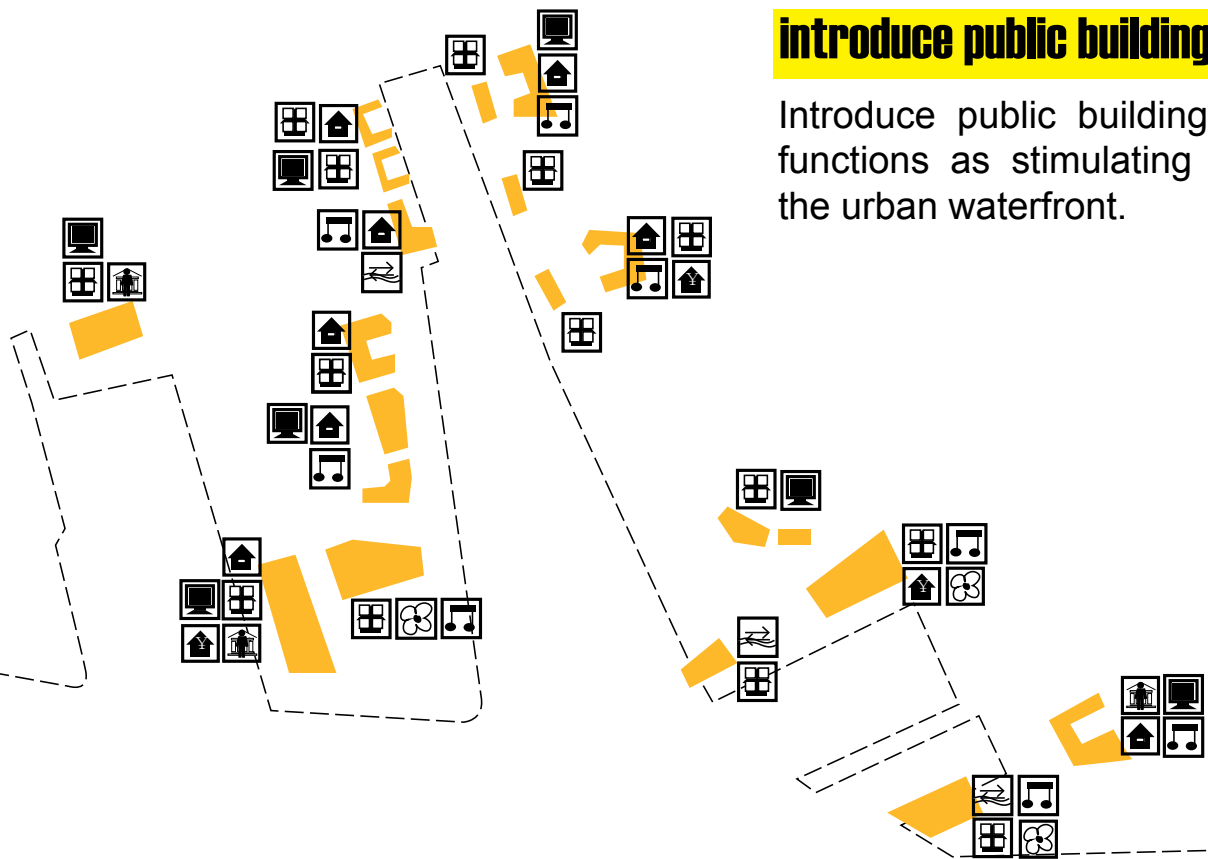 introduce public building
Introduce public building
functions as stimulating
the urban waterfront.